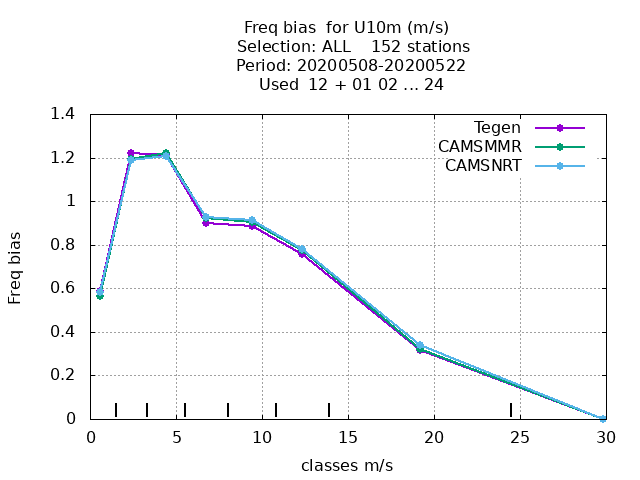 Freq bias  for U10m (m/s)
Selection: ALL    152 stations
Period: 20200508-20200522
Used  12 + 01 02 ... 24
Tegen
CAMSMMR
CAMSNRT
1.4
1.2
1
0.8
0.6
0.4
0.2
0
Freq bias
0 5 10 15 20 25 30
classes m/s